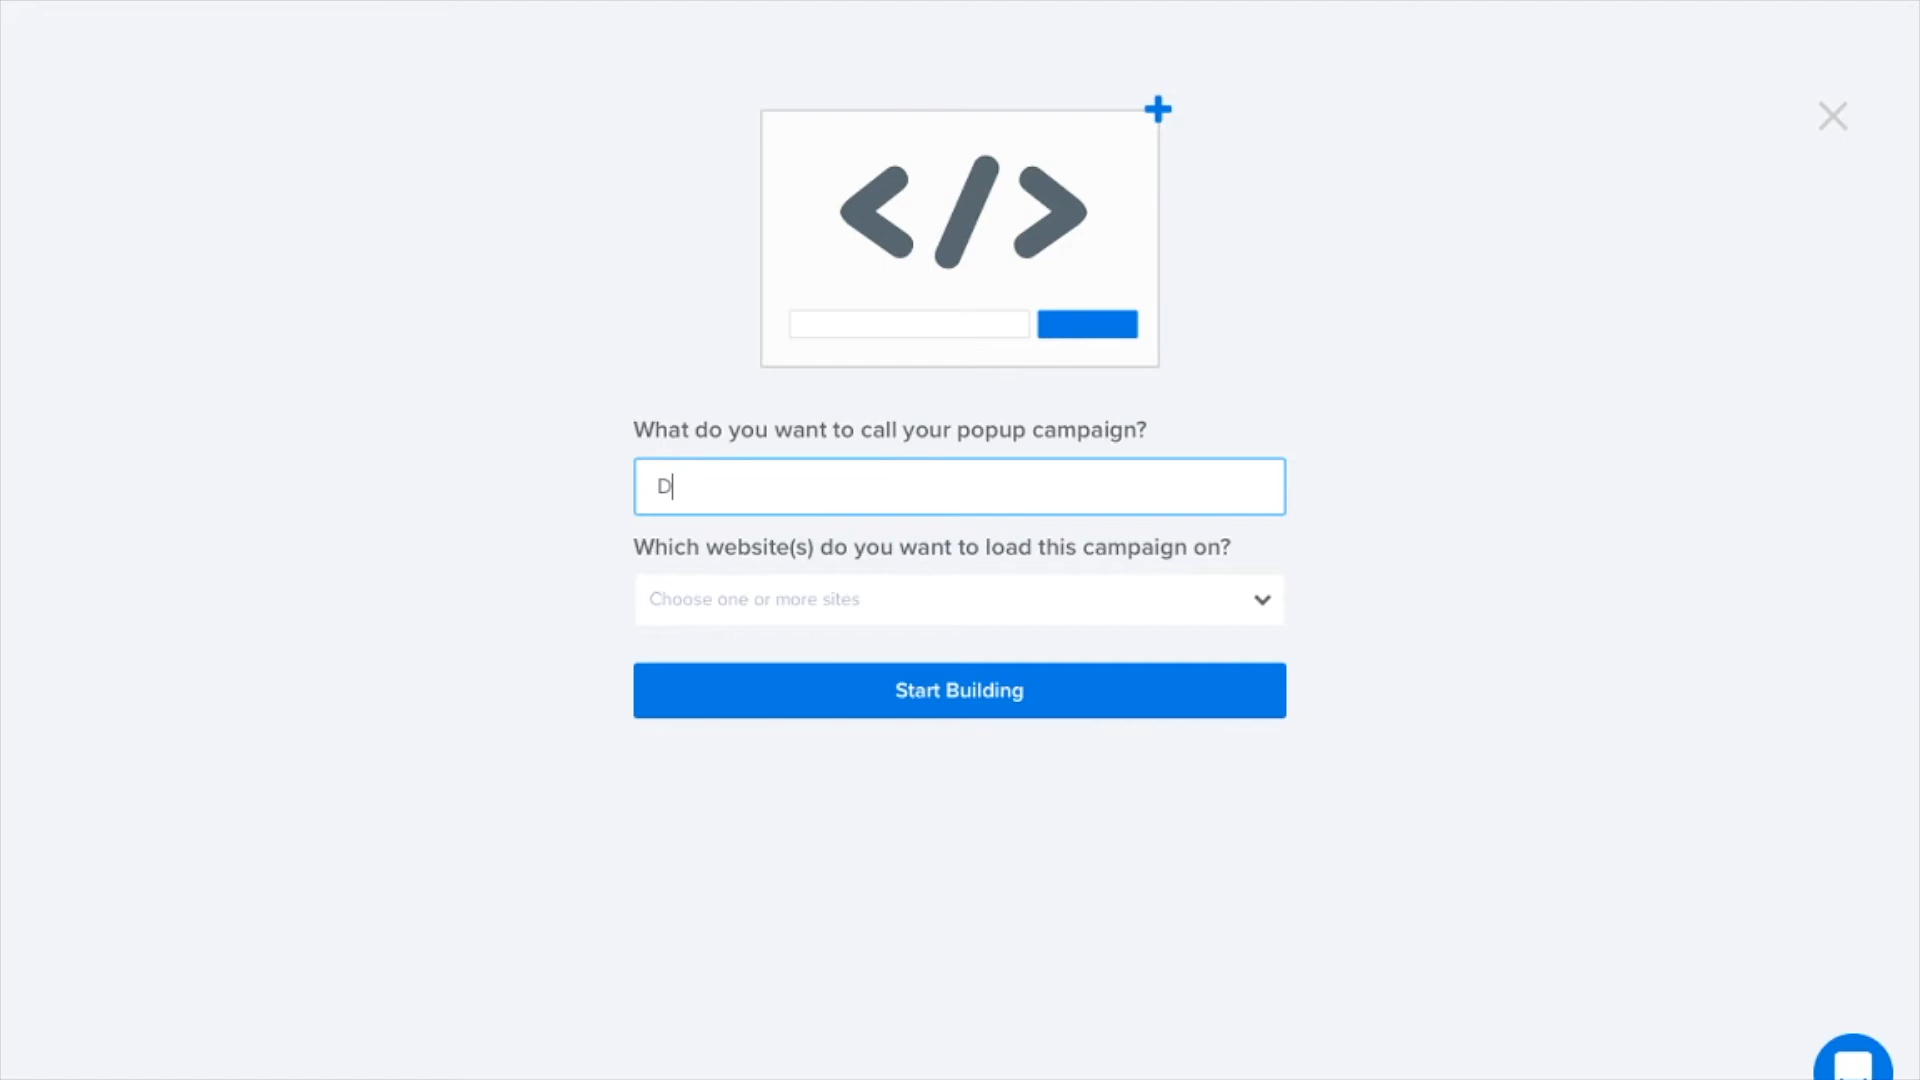 What do you want to call your popup campaign?
D
Which website(s) do you want to load this campaign on?
Choose one or more sites
Start Building